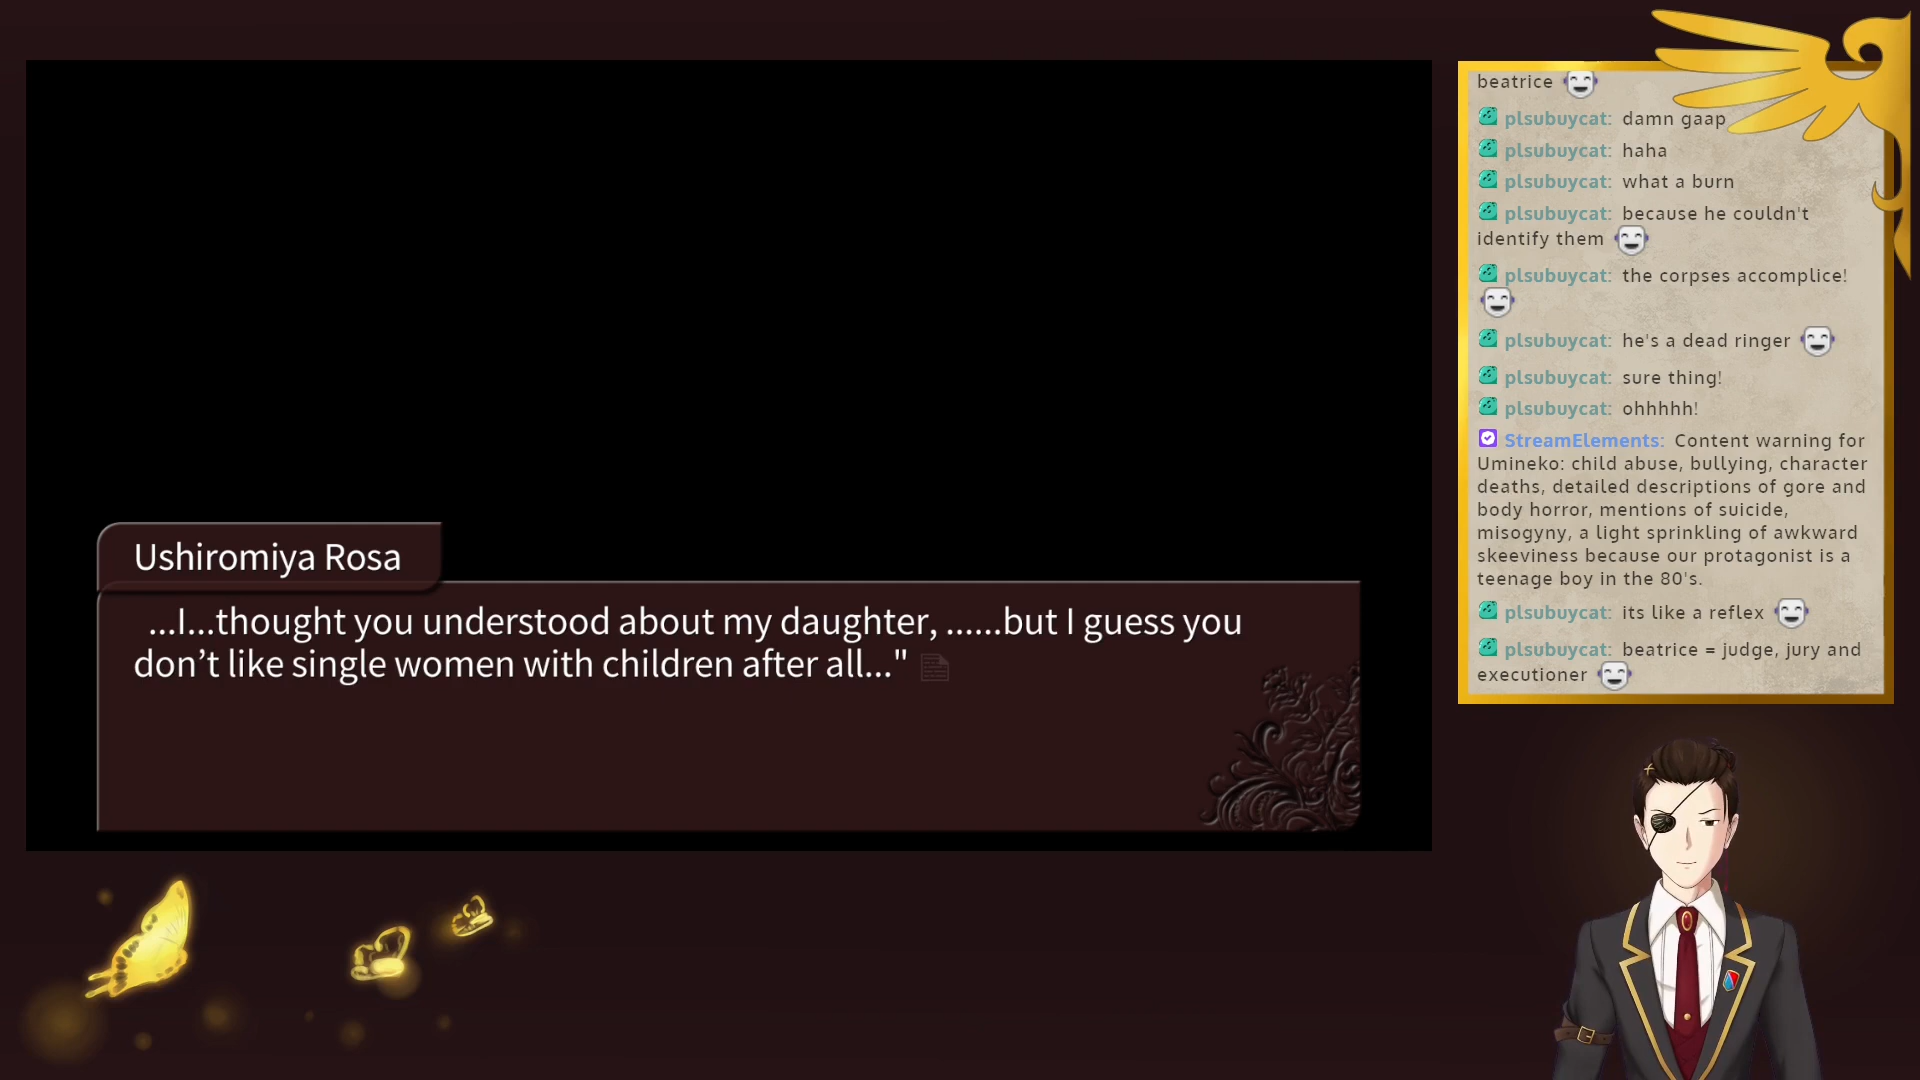 Ushiromiya Rosa
...I...thought you understood about my daughter, ......but I guess you
don't like single women with children after all..."
beatrice
plsubuycat: damn gaap
plsubuycat: haha
plsubuycat: what a burn
plsubuycat: because he couldn't
identify them
plsubuycat: the corpses accomplice!
plsubuycat: he's a dead ringer
plsubuycat: sure thing!
plsubuycat: ohhhhh!
StreamElements: Content warning for
Umineko: child abuse, bullying, character
deaths, detailed descriptions of gore and
body horror, mentions of suicide,
misogyny, a light sprinkling of awkward
skeeviness because our protagonist is a
teenage boy in the 80's.
plsubuycat: its like a reflex
plsubuycat: beatrice = judge, jury and
executioner